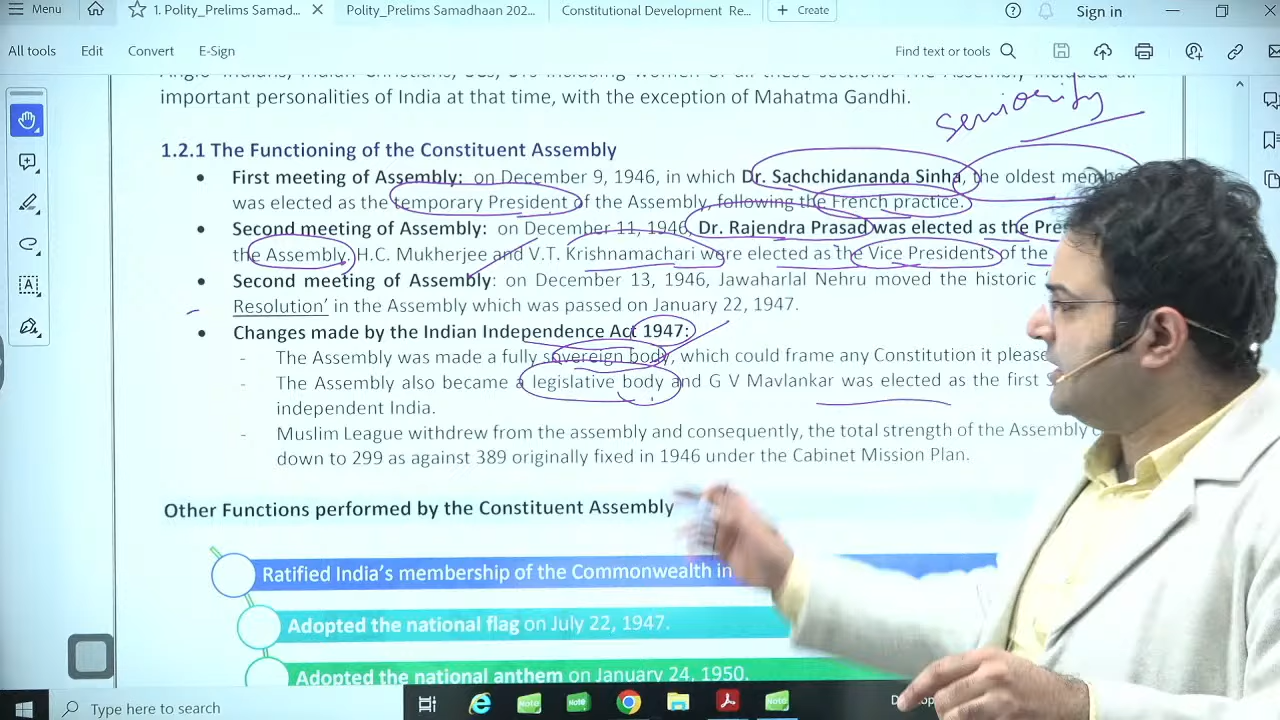 Menu
1. Polity_Prelims Samad...
Polity_Prelims Samadhaan 202...
Constitutional Development Re...
+ Create
Sign in
All tools
Edit
Convert
E-Sign
Find text or tools
important personalities of India at that time, with the exception of Mahatma Gandhi.
seniority
1.2.1 The Functioning of the Constituent Assembly
• First meeting of Assembly: on December 9, 1946, in which Dr. Sachchidananda Sinha, the oldest
was elected as the temporary President of the Assembly, following the French practice.
• Second meeting of Assembly: on December 11, 1946, Dr. Rajendra Prasad was elected as the
the Assembly. H.C. Mukherjee and V.T. Krishnamachari were elected as the Vice Presidents of the
• Second meeting of Assembly: on December 13, 1946, Jawaharlal Nehru moved the historic
Resolution' in the Assembly which was passed on January 22, 1947.
• Changes made by the Indian Independence Act 1947:
- The Assembly was made a fully sovereign body, which could frame any Constitution it
- The Assembly also became a legislative body and G V Mavlankar was elected as the first
independent India.
- Muslim League withdrew from the assembly and consequently, the total strength of the Assembly
down to 299 as against 389 originally fixed in 1946 under the Cabinet Mission Plan.
Other Functions performed by the Constituent Assembly
Ratified India's membership of the Commonwealth in
Adopted the national flag on July 22, 1947.
Adopted the national anthem on January 24, 1950.
Type here to search